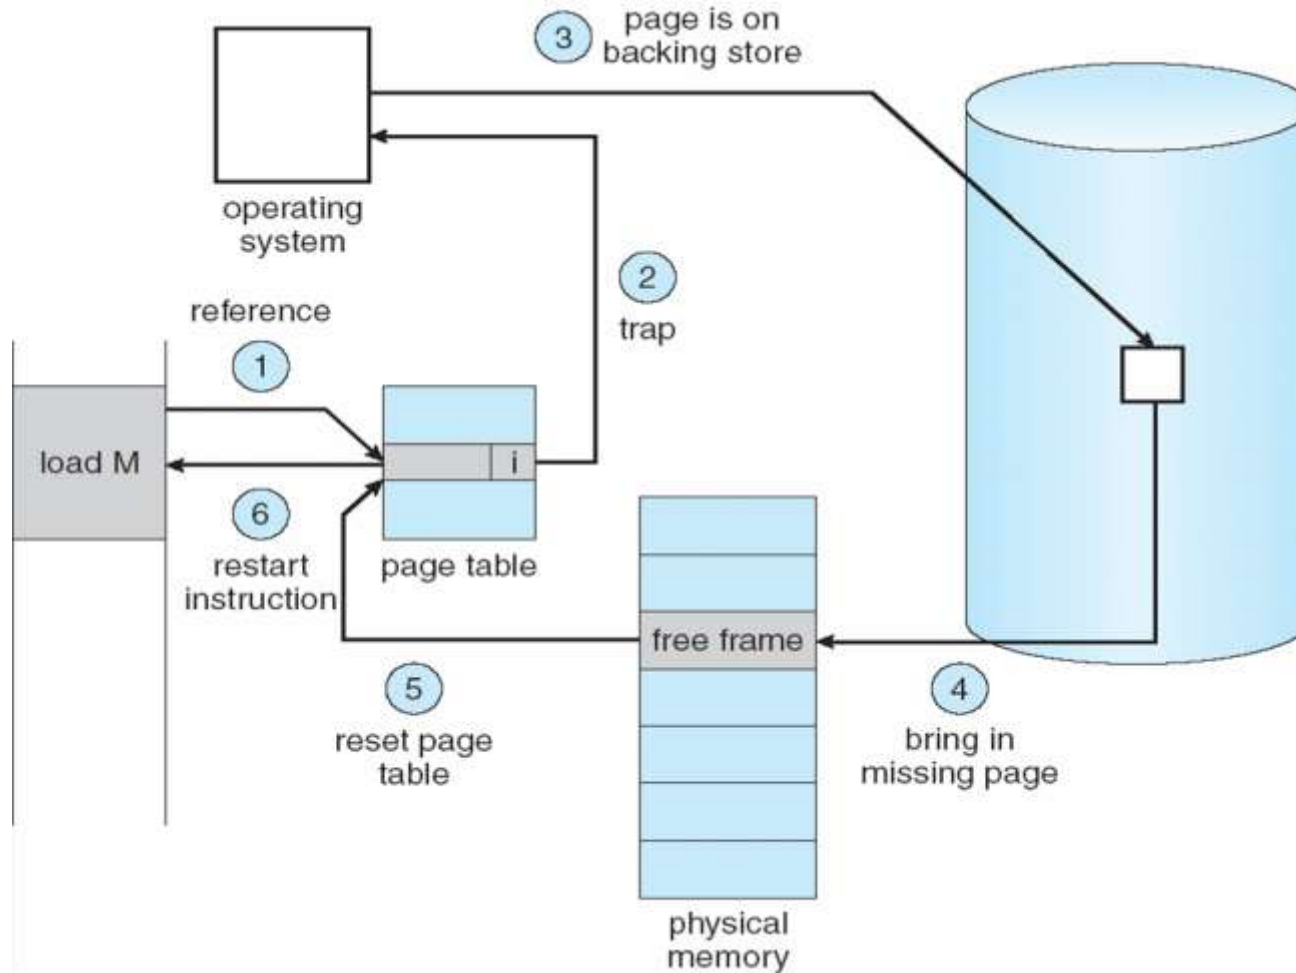 3
page is on
backing store
operating
system
2
trap
reference
1
load M
i
6
restart
instruction
page table
free frame
5
reset page
table
4
bring in
missing page
physical
memory